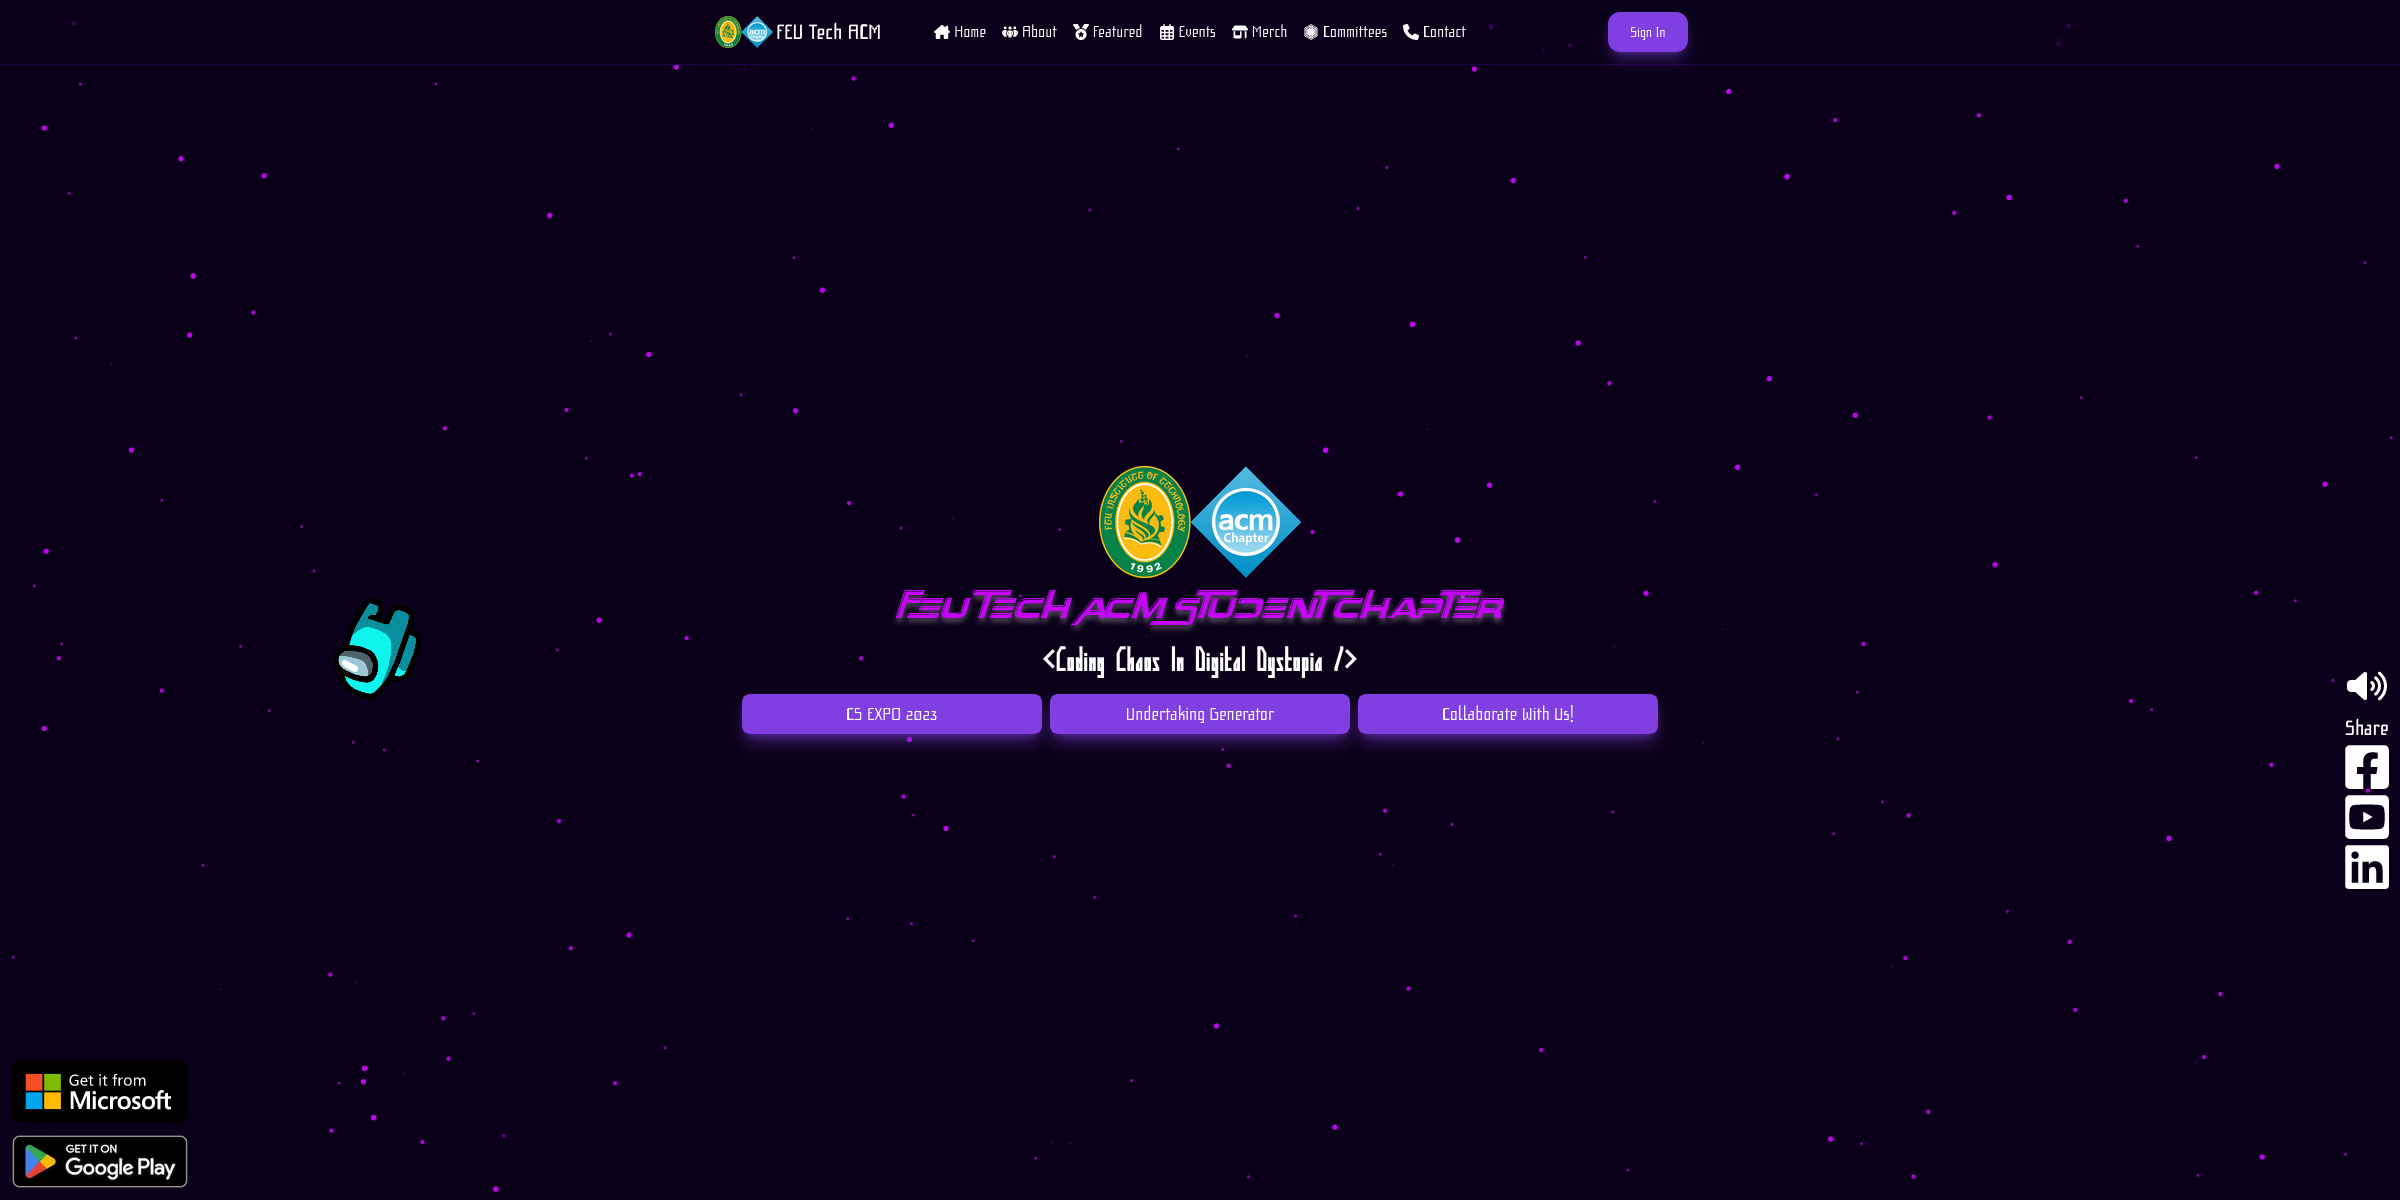 FEU Tech ACM
Home
About
Featured
Events
Merch
Committees
Contact
Sign In
FEU INSTITUTE OF TECHNOLOGY
1992
acm
Chapter
FEU TECH ACM STUDENT CHAPTER
<Coding Chaos In Digital Dystopia />
CS EXPO 2023
Undertaking Generator
Collaborate With Us!
Share
in
Get it from
Microsoft
GET IT ON
Google Play